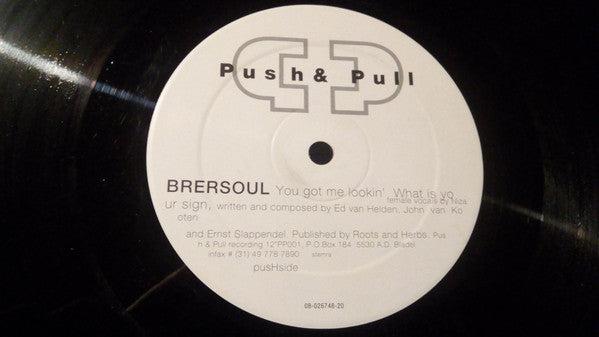 Push & Pull
BRERSOUL You got me lookin'. What is yo
female vocals by Niza
ur sign, written and composed by Ed van Helden, John van Ko
oten
and Ernst Slappendel. Published by Roots and Herbs. Pus
h & Pull recording 12"PP001, P.O.Box 184 5530 A.D. Bladel
infax # (31) 49 778 7890 stemra
pusHside
08-026746-20